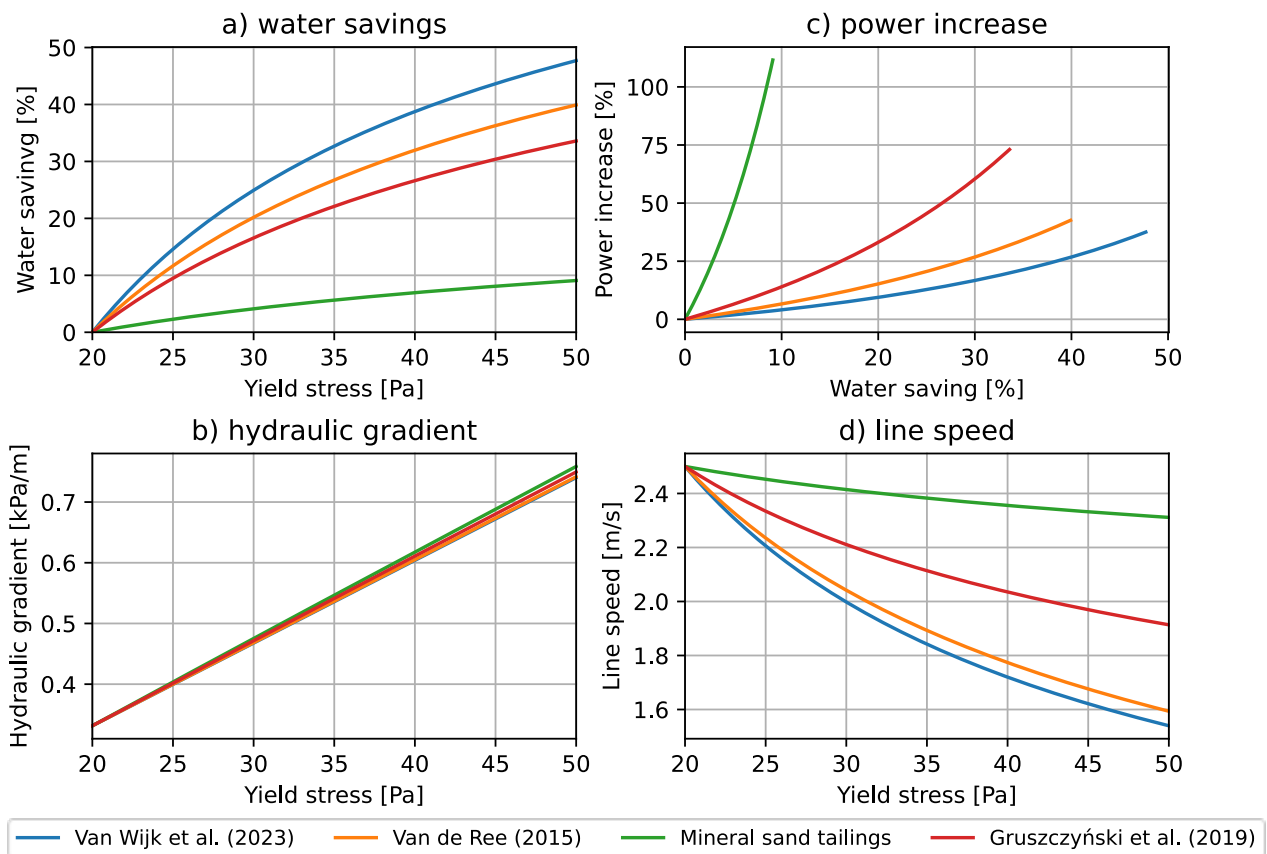 a) water savings
Water savinvg [%]
50
40
30
20
10
0
20 25 30 35 40 45 50
Yield stress [Pa]
c) power increase
Power increase [%]
100
75
50
25
0
0 10 20 30 40 50
Water saving [%]
b) hydraulic gradient
Hydraulic gradient [kPa/m]
0.7
0.6
0.5
0.4
20 25 30 35 40 45 50
Yield stress [Pa]
d) line speed
Line speed [m/s]
2.4
2.2
2.0
1.8
1.6
20 25 30 35 40 45 50
Yield stress [Pa]
Van Wijk et al. (2023) Van de Ree (2015) Mineral sand tailings Gruszczyński et al. (2019)